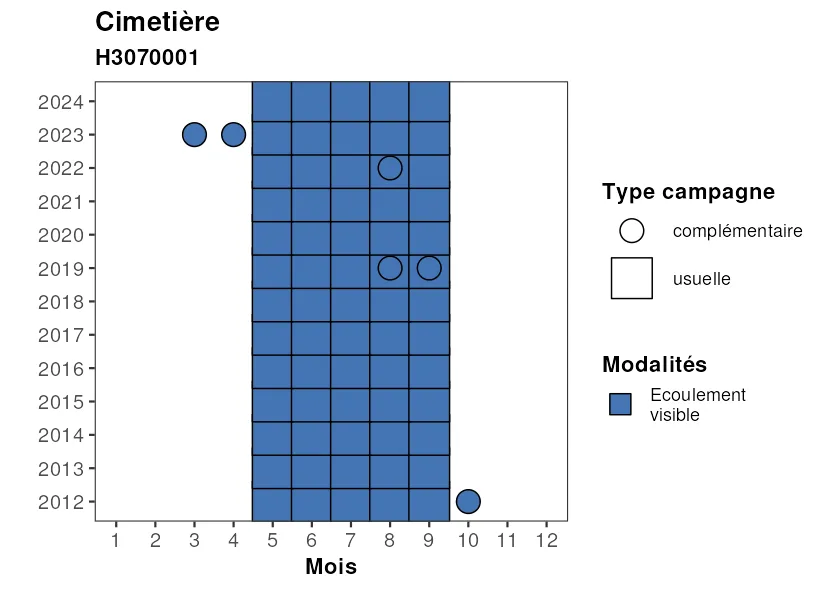 Cimetière
H3070001
2024
2023
2022
2021
2020
2019
2018
2017
2016
2015
2014
2013
2012
1 2 3 4 5 6 7 8 9 10 11 12
Mois
Type campagne
complémentaire
usuelle
Modalités
Ecoulement
visible